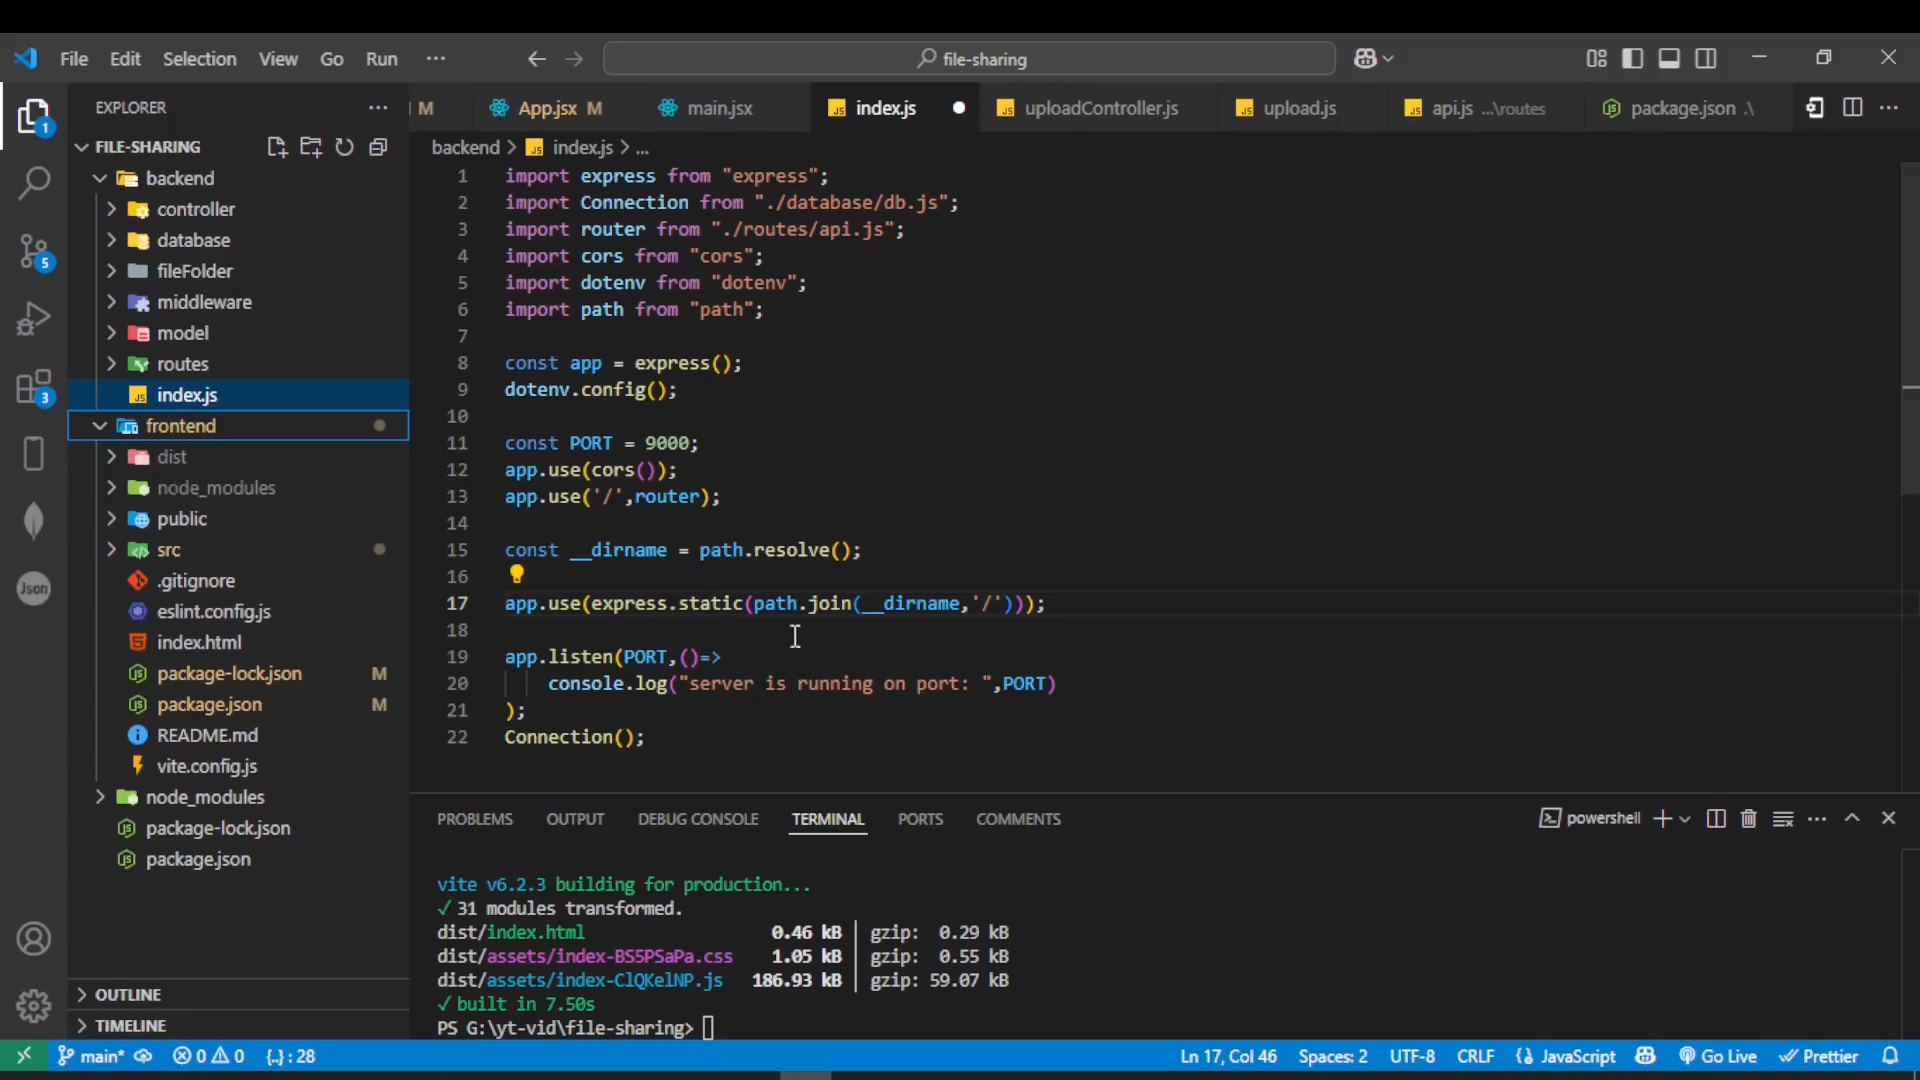 File Edit Selection View Go Run ... file-sharing
EXPLORER ...
M App.jsx M main.jsx index.js uploadController.js upload.js api.js ...\routes package.json .\ ...
FILE-SHARING
backend > index.js > ...
backend
controller
database
fileFolder
middleware
model
routes
index.js
frontend
dist
node_modules
public
src
.gitignore
eslint.config.js
index.html
package-lock.json M
package.json M
README.md
vite.config.js
node_modules
package-lock.json
package.json
OUTLINE
TIMELINE
1
5
3
Json
1 import express from "express";
2 import Connection from "./database/db.js";
3 import router from "./routes/api.js";
4 import cors from "cors";
5 import dotenv from "dotenv";
6 import path from "path";
7
8 const app = express();
9 dotenv.config();
10
11 const PORT = 9000;
12 app.use(cors());
13 app.use('/',router);
14
15 const __dirname = path.resolve();
16
17 app.use(express.static(path.join(__dirname,'/')));
18
19 app.listen(PORT,()=>
20 console.log("server is running on port: ",PORT)
21 );
22 Connection();
PROBLEMS OUTPUT DEBUG CONSOLE TERMINAL PORTS COMMENTS powershell
vite v6.2.3 building for production...
✓ 31 modules transformed.
dist/index.html 0.46 kB │ gzip: 0.29 kB
dist/assets/index-BS5PSaPa.css 1.05 kB │ gzip: 0.55 kB
dist/assets/index-ClQKelNP.js 186.93 kB │ gzip: 59.07 kB
✓ built in 7.50s
PS G:\yt-vid\file-sharing>
main* 0 0 {..} : 28 Ln 17, Col 46 Spaces: 2 UTF-8 CRLF JavaScript Go Live Prettier